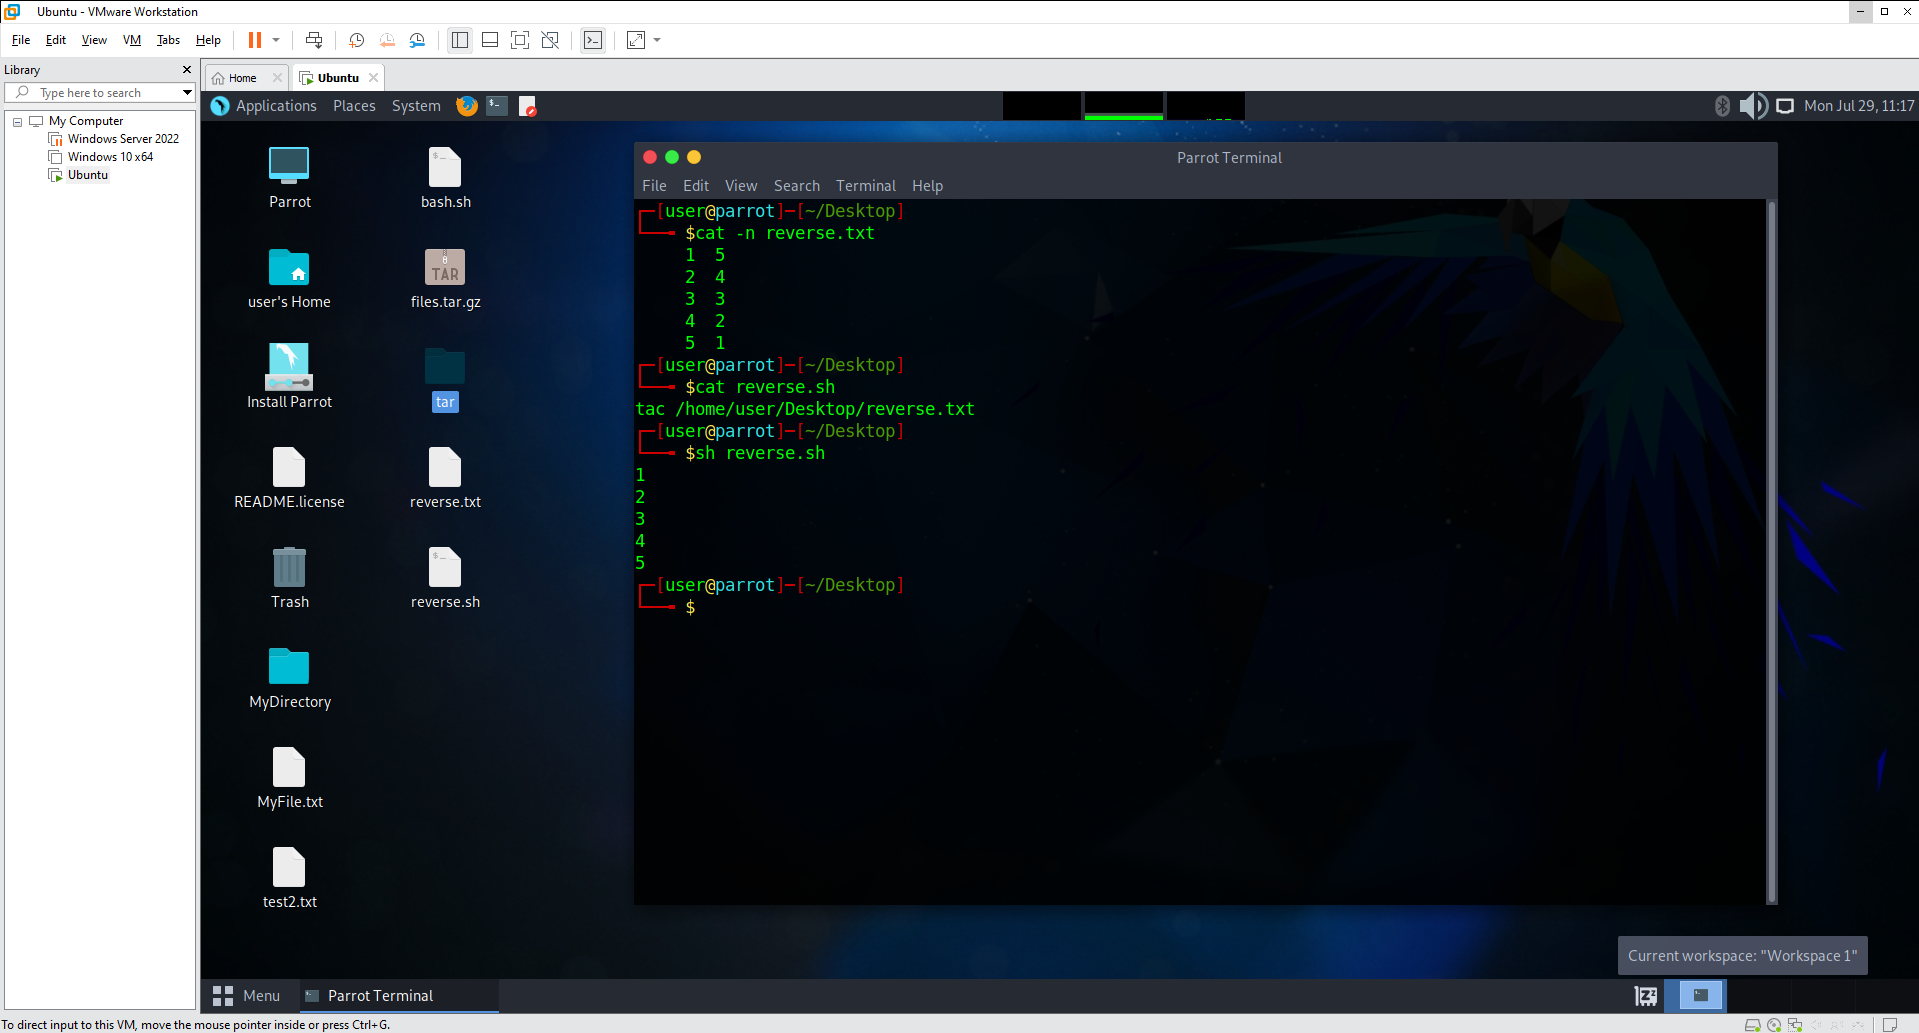 Ubuntu - VMware Workstation
File Edit View VM Tabs Help
Library
Type here to search
My Computer
Windows Server 2022
Windows 10 x64
Ubuntu
Home Ubuntu
Applications Places System
Mon Jul 29, 11:17
Parrot
bash.sh
user's Home
TAR
files.tar.gz
Install Parrot
tar
README.license
reverse.txt
Trash
reverse.sh
MyDirectory
MyFile.txt
test2.txt
Parrot Terminal
File Edit View Search Terminal Help
[user@parrot]─[~/Desktop]
$cat -n reverse.txt
1 5
2 4
3 3
4 2
5 1
[user@parrot]─[~/Desktop]
$cat reverse.sh
tac /home/user/Desktop/reverse.txt
[user@parrot]─[~/Desktop]
$sh reverse.sh
1
2
3
4
5
[user@parrot]─[~/Desktop]
$
Current workspace: "Workspace 1"
Menu Parrot Terminal
To direct input to this VM, move the mouse pointer inside or press Ctrl+G.